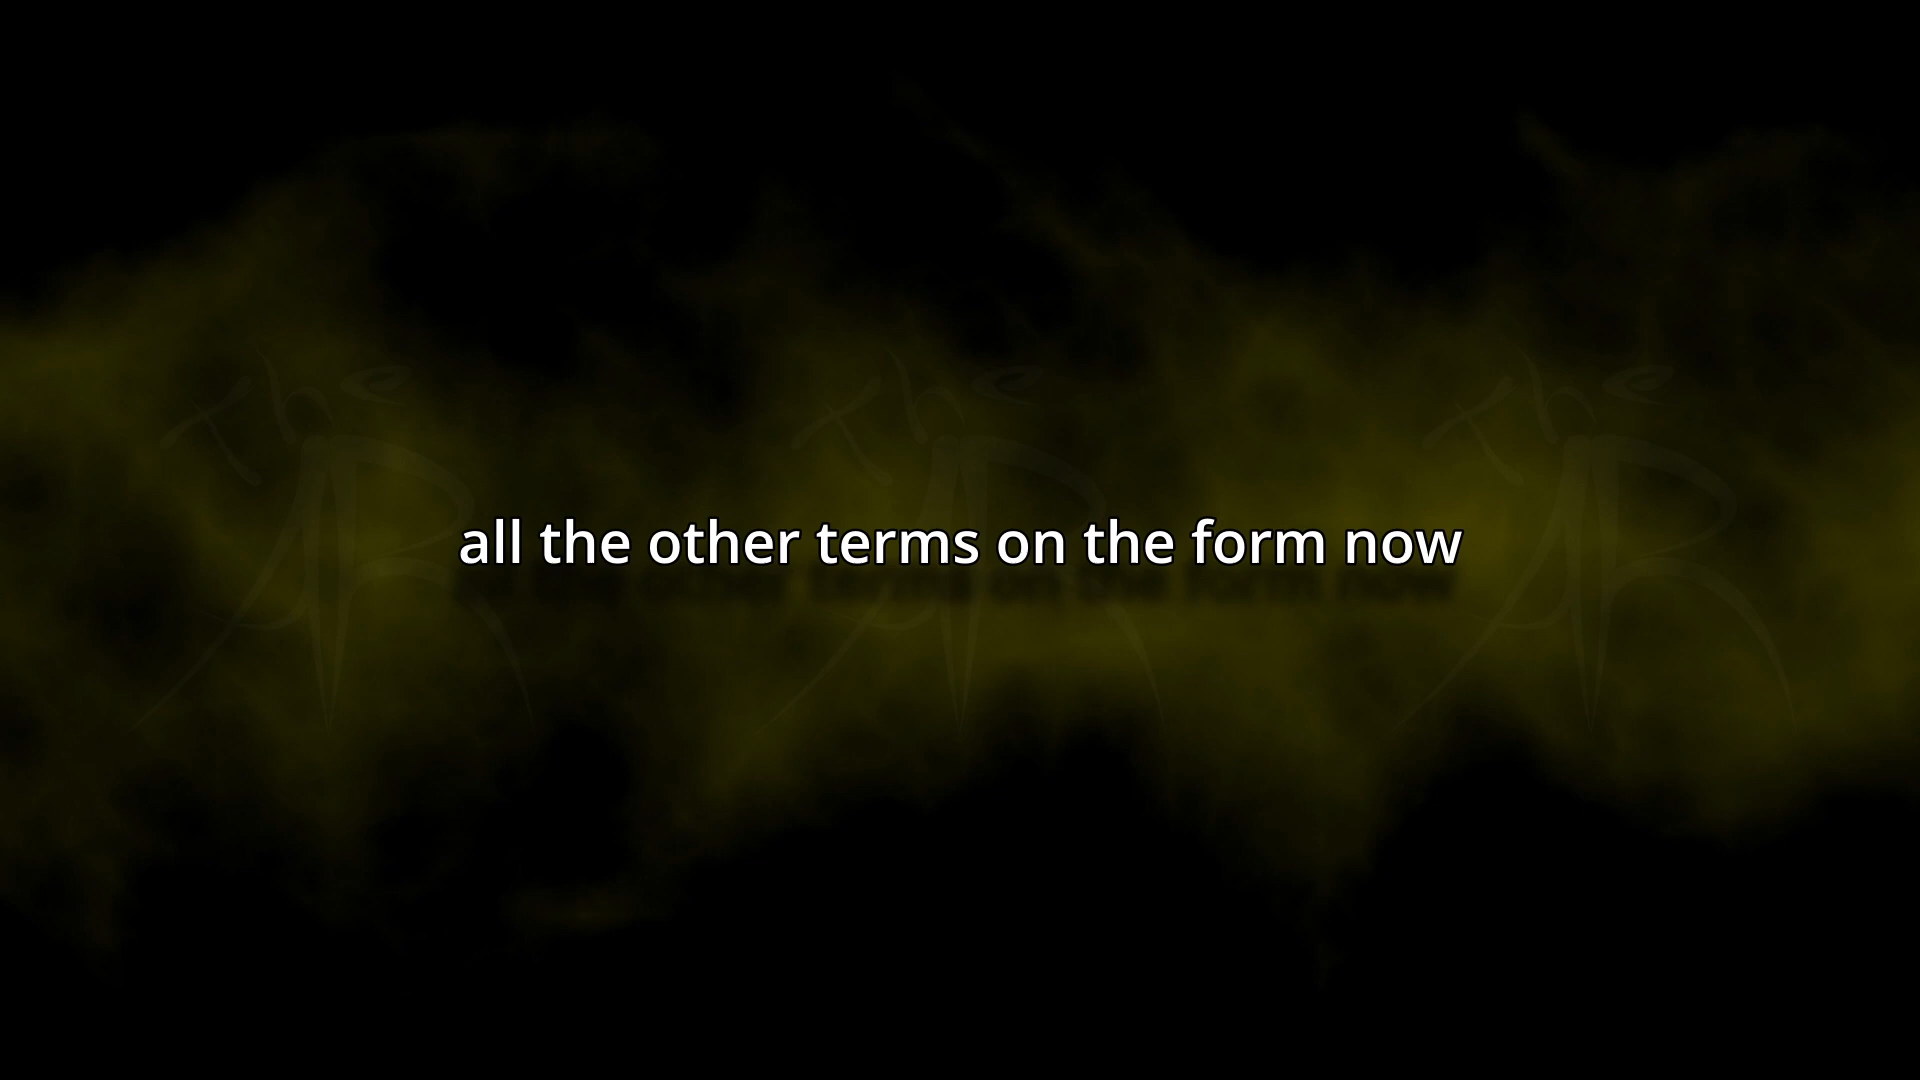 all the other terms on the form now